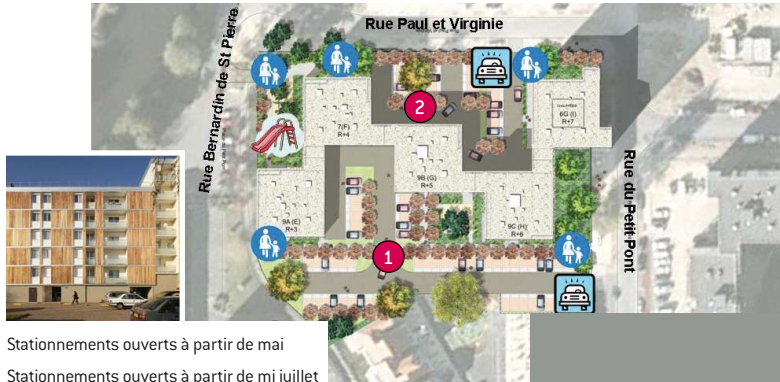 Rue Paul et Virginie
Rue Bernardin de St Pierre
2
7(F)
R+4
6G (I)
R+7
9B (G)
R+5
Rue du Petit Pont
9A (E)
R+3
9C (H)
R+6
1
Stationnements ouverts à partir de mai
Stationnements ouverts à partir de mi juillet